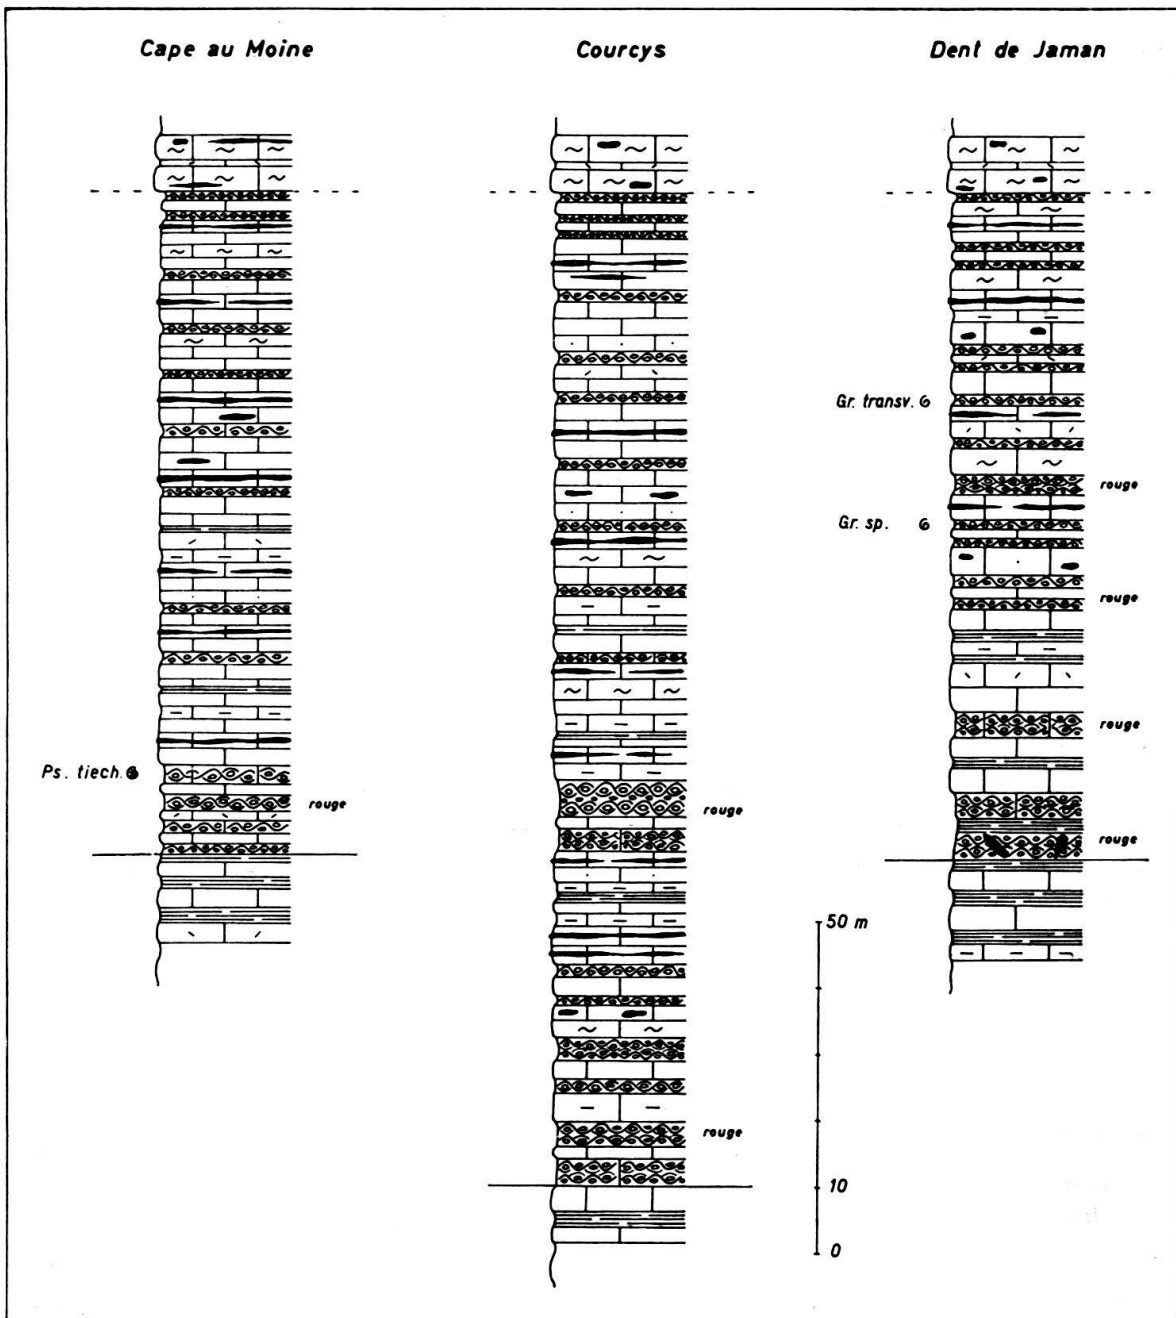 Cape au Moine
Courcys
Dent de Jaman
Gr. transv.
rouge
Gr. sp.
rouge
rouge
Ps. tiech.
rouge
rouge
rouge
50 m
rouge
10
0